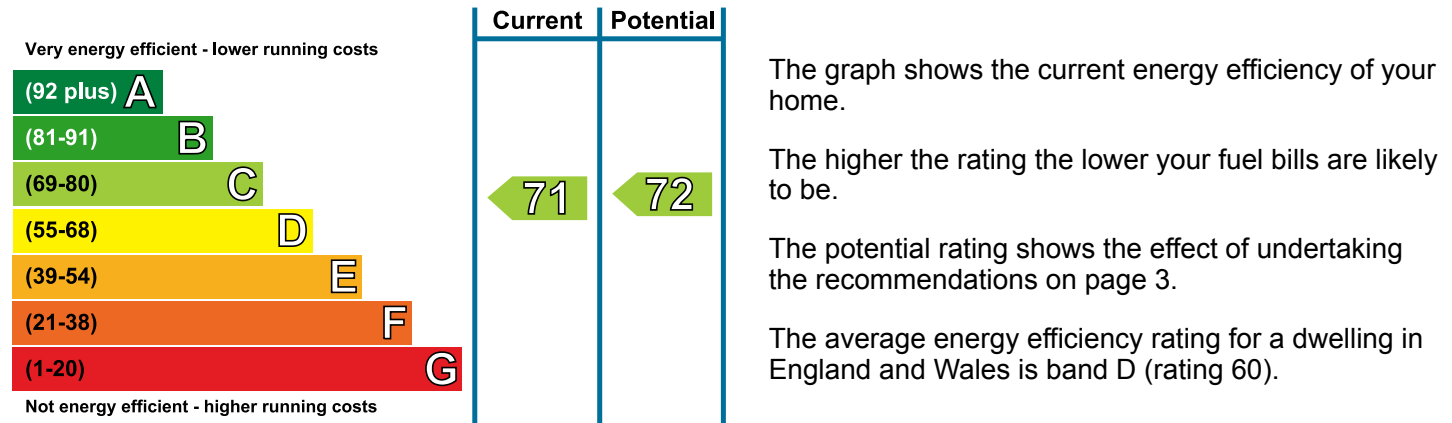 Current Potential
Very energy efficient - lower running costs
(92 plus) A
(81-91) B
(69-80) C
71 72
(55-68) D
(39-54) E
(21-38) F
(1-20) G
Not energy efficient - higher running costs
The graph shows the current energy efficiency of your
home.
The higher the rating the lower your fuel bills are likely
to be.
The potential rating shows the effect of undertaking
the recommendations on page 3.
The average energy efficiency rating for a dwelling in
England and Wales is band D (rating 60).